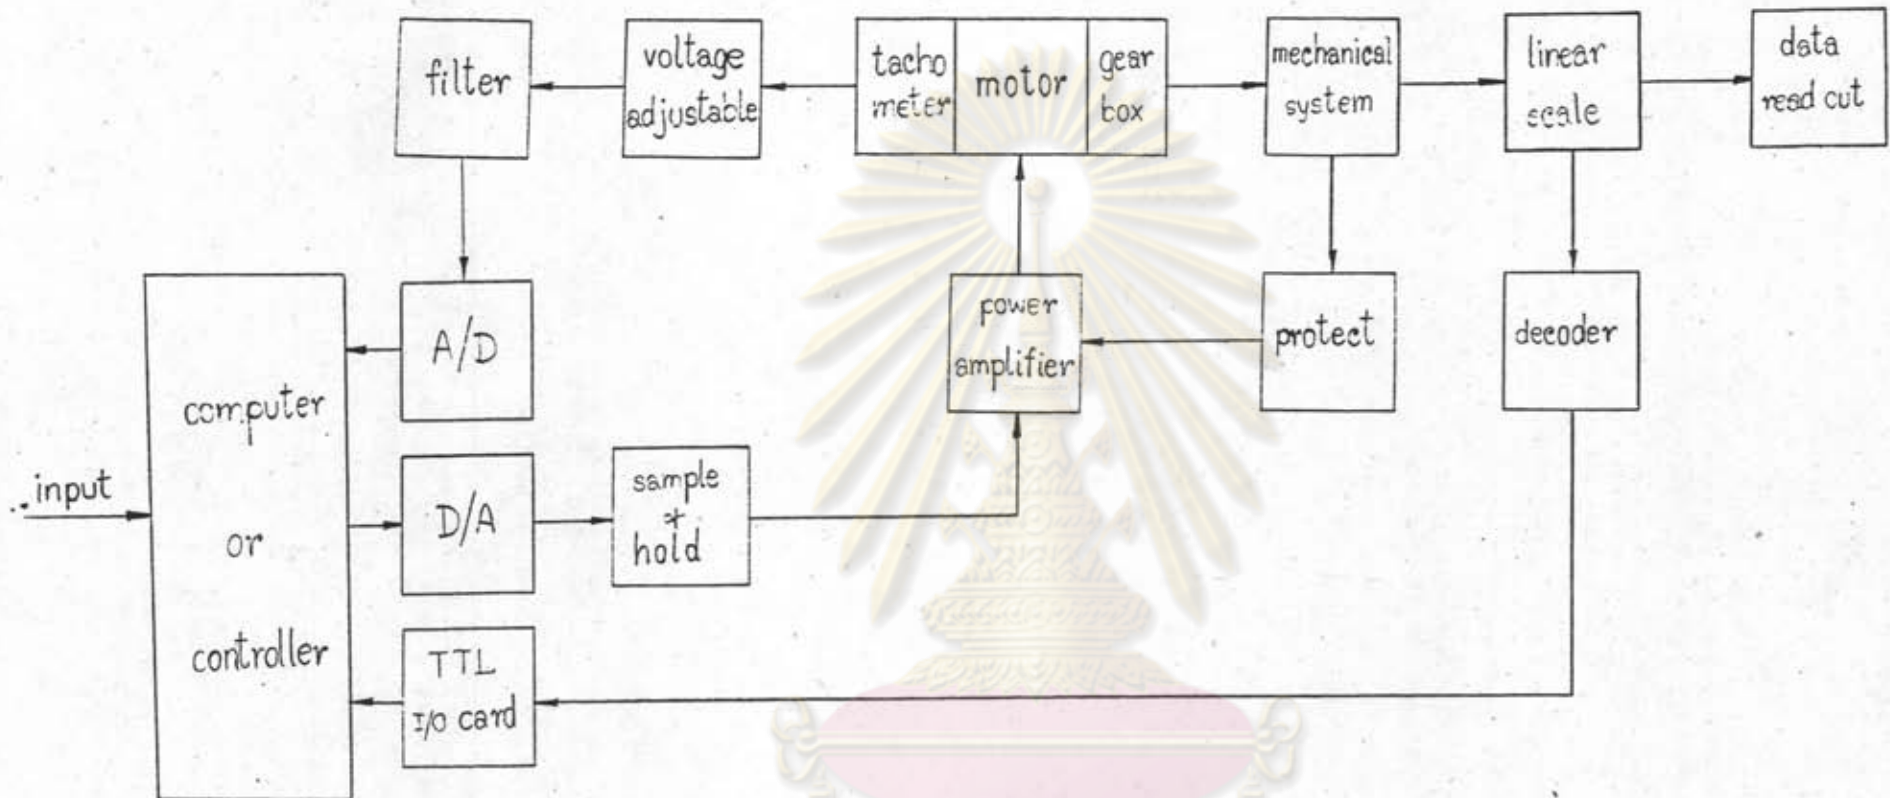 filter
voltage
adjustable
tacho
meter
motor
gear
box
mechanical
system
linear
scale
data
read cut
A/D
power
amplifier
protect
decoder
input
computer
or
controller
D/A
sample
hold
TTL
I/O card